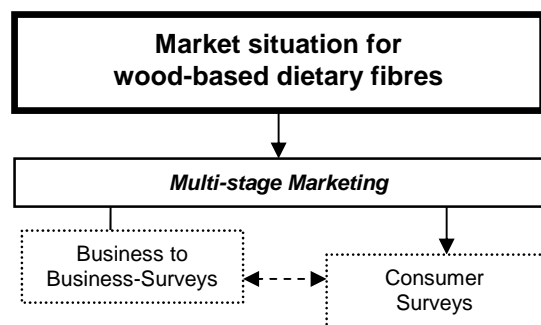 Market situation for
wood-based dietary fibres
Multi-stage Marketing
Business to
Business-Surveys
Consumer
Surveys